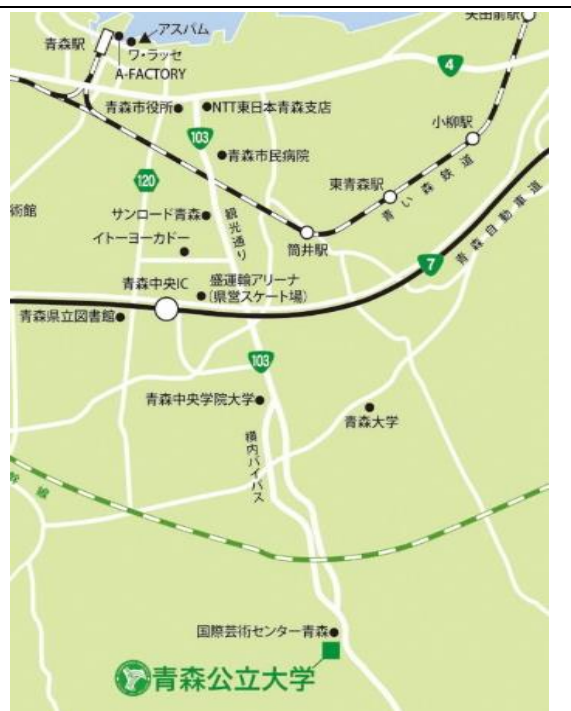 矢田前駅
アスパム
青森駅
ワ・ラッセ
A-FACTORY
4
青森市役所
NTT東日本青森支店
103
小柳駅
青森市民病院
東青森駅
青い森鉄道
120
術館
サンロード青森
観光通り
イトーヨーカドー
筒井駅
7
青森自動車道
青森中央IC
盛運輸アリーナ
(県営スケート場)
青森県立図書館
103
青森中央学院大学
青森大学
横内バイパス
幹線
国際芸術センター青森
青森公立大学